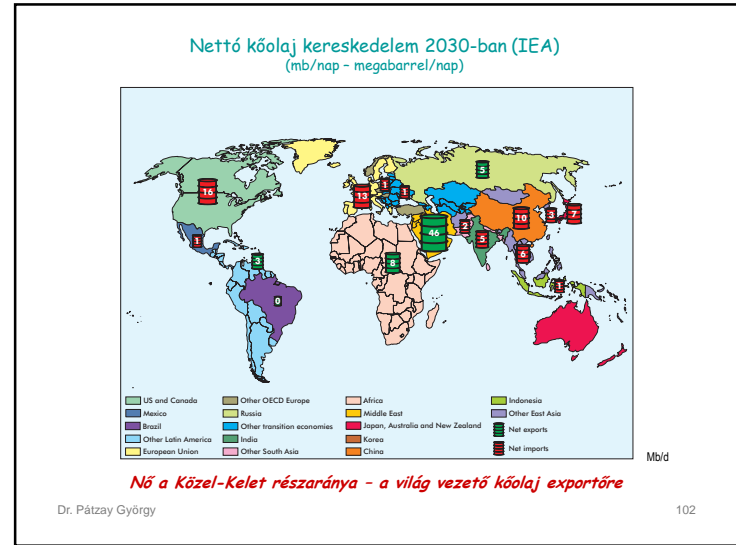 Nettó kőolaj kereskedelem 2030-ban (IEA)
(mb/nap – megabarrel/nap)
5
16
13
1
1
1
46
2
10
3
7
5
6
3
8
0
1
US and Canada
Mexico
Brazil
Other Latin America
European Union
Other OECD Europe
Russia
Other transition economies
India
Other South Asia
Africa
Middle East
Japan, Australia and New Zealand
Korea
China
Indonesia
Other East Asia
Net exports
Net imports
Mb/d
Nő a Közel-Kelet részaránya – a világ vezető kőolaj exportőre
Dr. Pátzay György
102